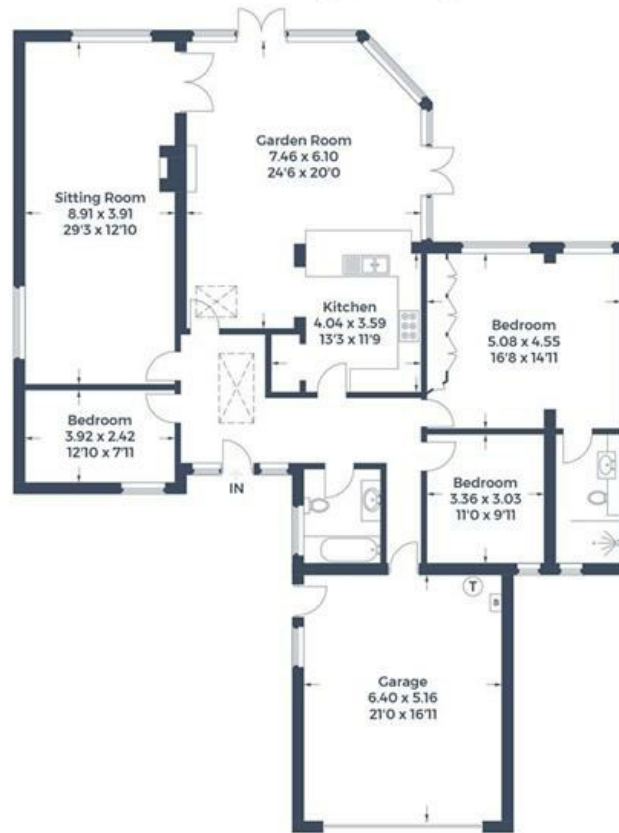 Garden Room
7.46 x 6.10
24'6 x 20'0
Sitting Room
8.91 x 3.91
29'3 x 12'10
Kitchen
4.04 x 3.59
13'3 x 11'9
Bedroom
5.08 x 4.55
16'8 x 14'11
Bedroom
3.92 x 2.42
12'10 x 7'11
IN
Bedroom
3.36 x 3.03
11'0 x 9'11
T
B
Garage
6.40 x 5.16
21'0 x 16'11